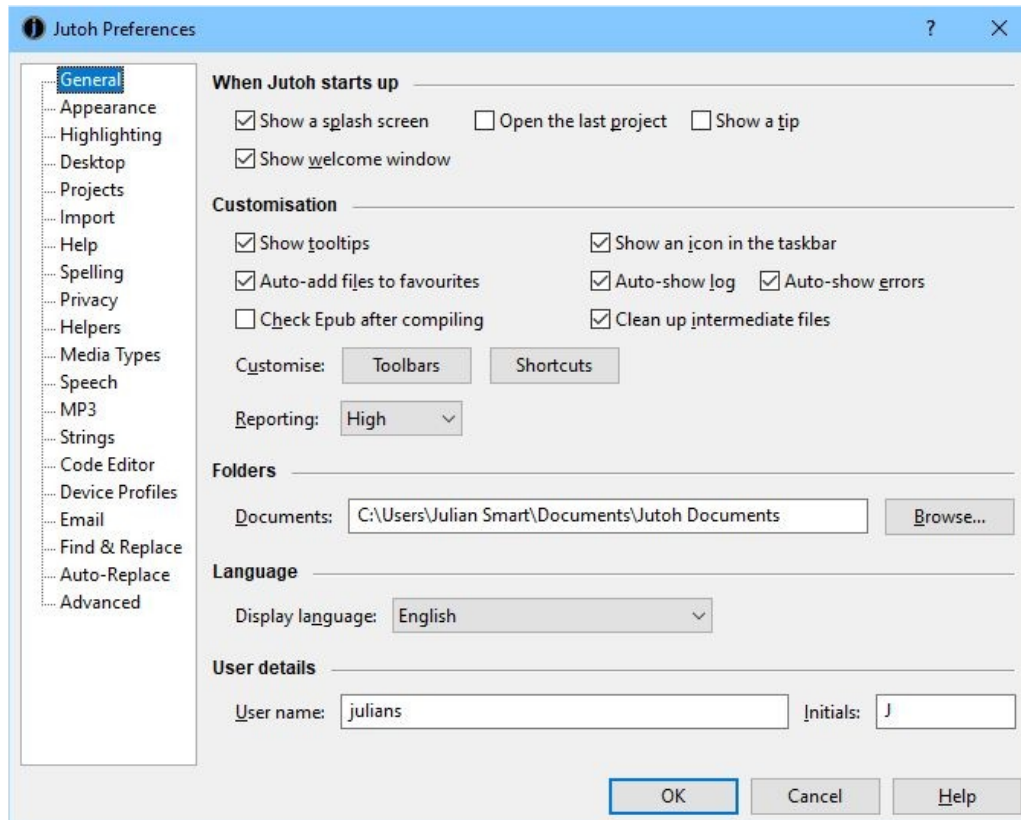 Jutoh Preferences
?
General
Appearance
Highlighting
Desktop
Projects
Import
Help
Spelling
Privacy
Helpers
Media Types
Speech
MP3
Strings
Code Editor
Device Profiles
Email
Find & Replace
Auto-Replace
Advanced
When Jutoh starts up
Show a splash screen Open the last project Show a tip
Show welcome window
Customisation
Show tooltips Show an icon in the taskbar
Auto-add files to favourites Auto-show log Auto-show errors
Check Epub after compiling Clean up intermediate files
Customise: Toolbars Shortcuts
Reporting: High
Folders
Documents: C:\Users\Julian Smart\Documents\Jutoh Documents Browse...
Language
Display language: English
User details
User name: julians Initials: J
OK Cancel Help